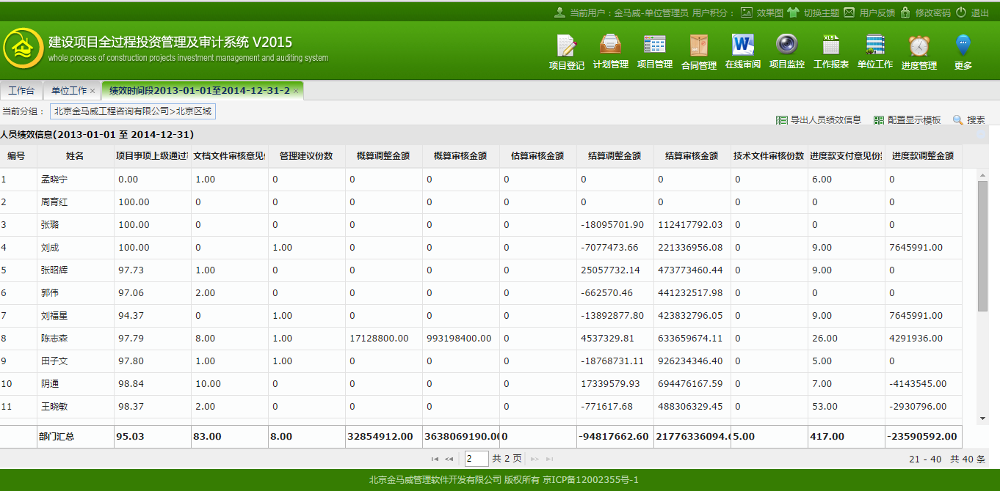 当前用户：金马威-单位管理员 用户积分： 效果图 切换主题 用户反馈 修改密码 退出
建设项目全过程投资管理及审计系统 V2015
whole process of construction projects investment management and auditing system
项目登记 计划管理 项目管理 合同管理 在线审阅 项目监控 工作报表 单位工作 进度管理 更多
工作台 单位工作 × 绩效时间段2013-01-01至2014-12-31-2 ×
当前分组： 北京金马威工程咨询有限公司>北京区域
导出人员绩效信息 配置显示模板 搜索
人员绩效信息(2013-01-01 至 2014-12-31)
编号 姓名 项目事项上级通过 文档文件审核意见 管理建议份数 概算调整金额 概算审核金额 估算审核金额 结算调整金额 结算审核金额 技术文件审核份数 进度款支付意见份 进度款调整金额
1 孟晓宁 0.00 1.00 0 0 0 0 0 0 0 6.00 0
2 周育红 100.00 0 0 0 0 0 0 0 0 0 0
3 张璐 100.00 0 0 0 0 0 -18095701.90 112417792.03 0 0 0
4 刘成 100.00 0 1.00 0 0 0 -7077473.66 221336956.08 0 9.00 7645991.00
5 张昭辉 97.73 1.00 0 0 0 0 25057732.14 473773460.44 0 9.00 0
6 郭伟 97.06 2.00 0 0 0 0 -662570.46 441232517.98 0 0 0
7 刘福星 94.37 0 1.00 0 0 0 -13892877.80 423832796.05 0 9.00 7645991.00
8 陈志森 97.79 8.00 1.00 17128800.00 993198400.00 0 4537329.81 633659674.11 0 26.00 4291936.00
9 田子文 97.80 1.00 1.00 0 0 0 -18768731.11 926234346.40 0 5.00 0
10 阴通 98.84 10.00 0 0 0 0 17339579.93 694476167.59 0 7.00 -4143545.00
11 王晓敏 98.37 2.00 0 0 0 0 -771617.68 488306329.45 0 53.00 -2930796.00
部门汇总 95.03 83.00 8.00 32854912.00 3638069190.00 0 -94817662.60 21776336094. 5.00 417.00 -23590592.00
2 共 2 页 21 - 40 共 40 条
北京金马威管理软件开发有限公司 版权所有 京ICP备12002355号-1